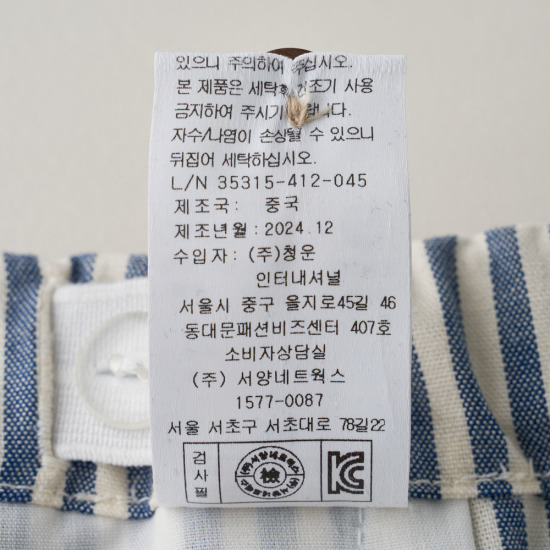 있으니 주의하여 주십시오.
본 제품은 세탁후 건조기 사용
금지하여 주시기 바랍니다.
자수/나염이 손상될 수 있으니
뒤집어 세탁하십시오.
L/N 35315-412-045
제조국: 중국
제조년월: 2024.12
수입자: (주)청운
인터내셔널
서울시 중구 을지로45길 46
동대문패션비즈센터 407호
소비자상담실
(주) 서양네트웍스
1577-0087
서울 서초구 서초대로 78길22
검사필
檢
KC